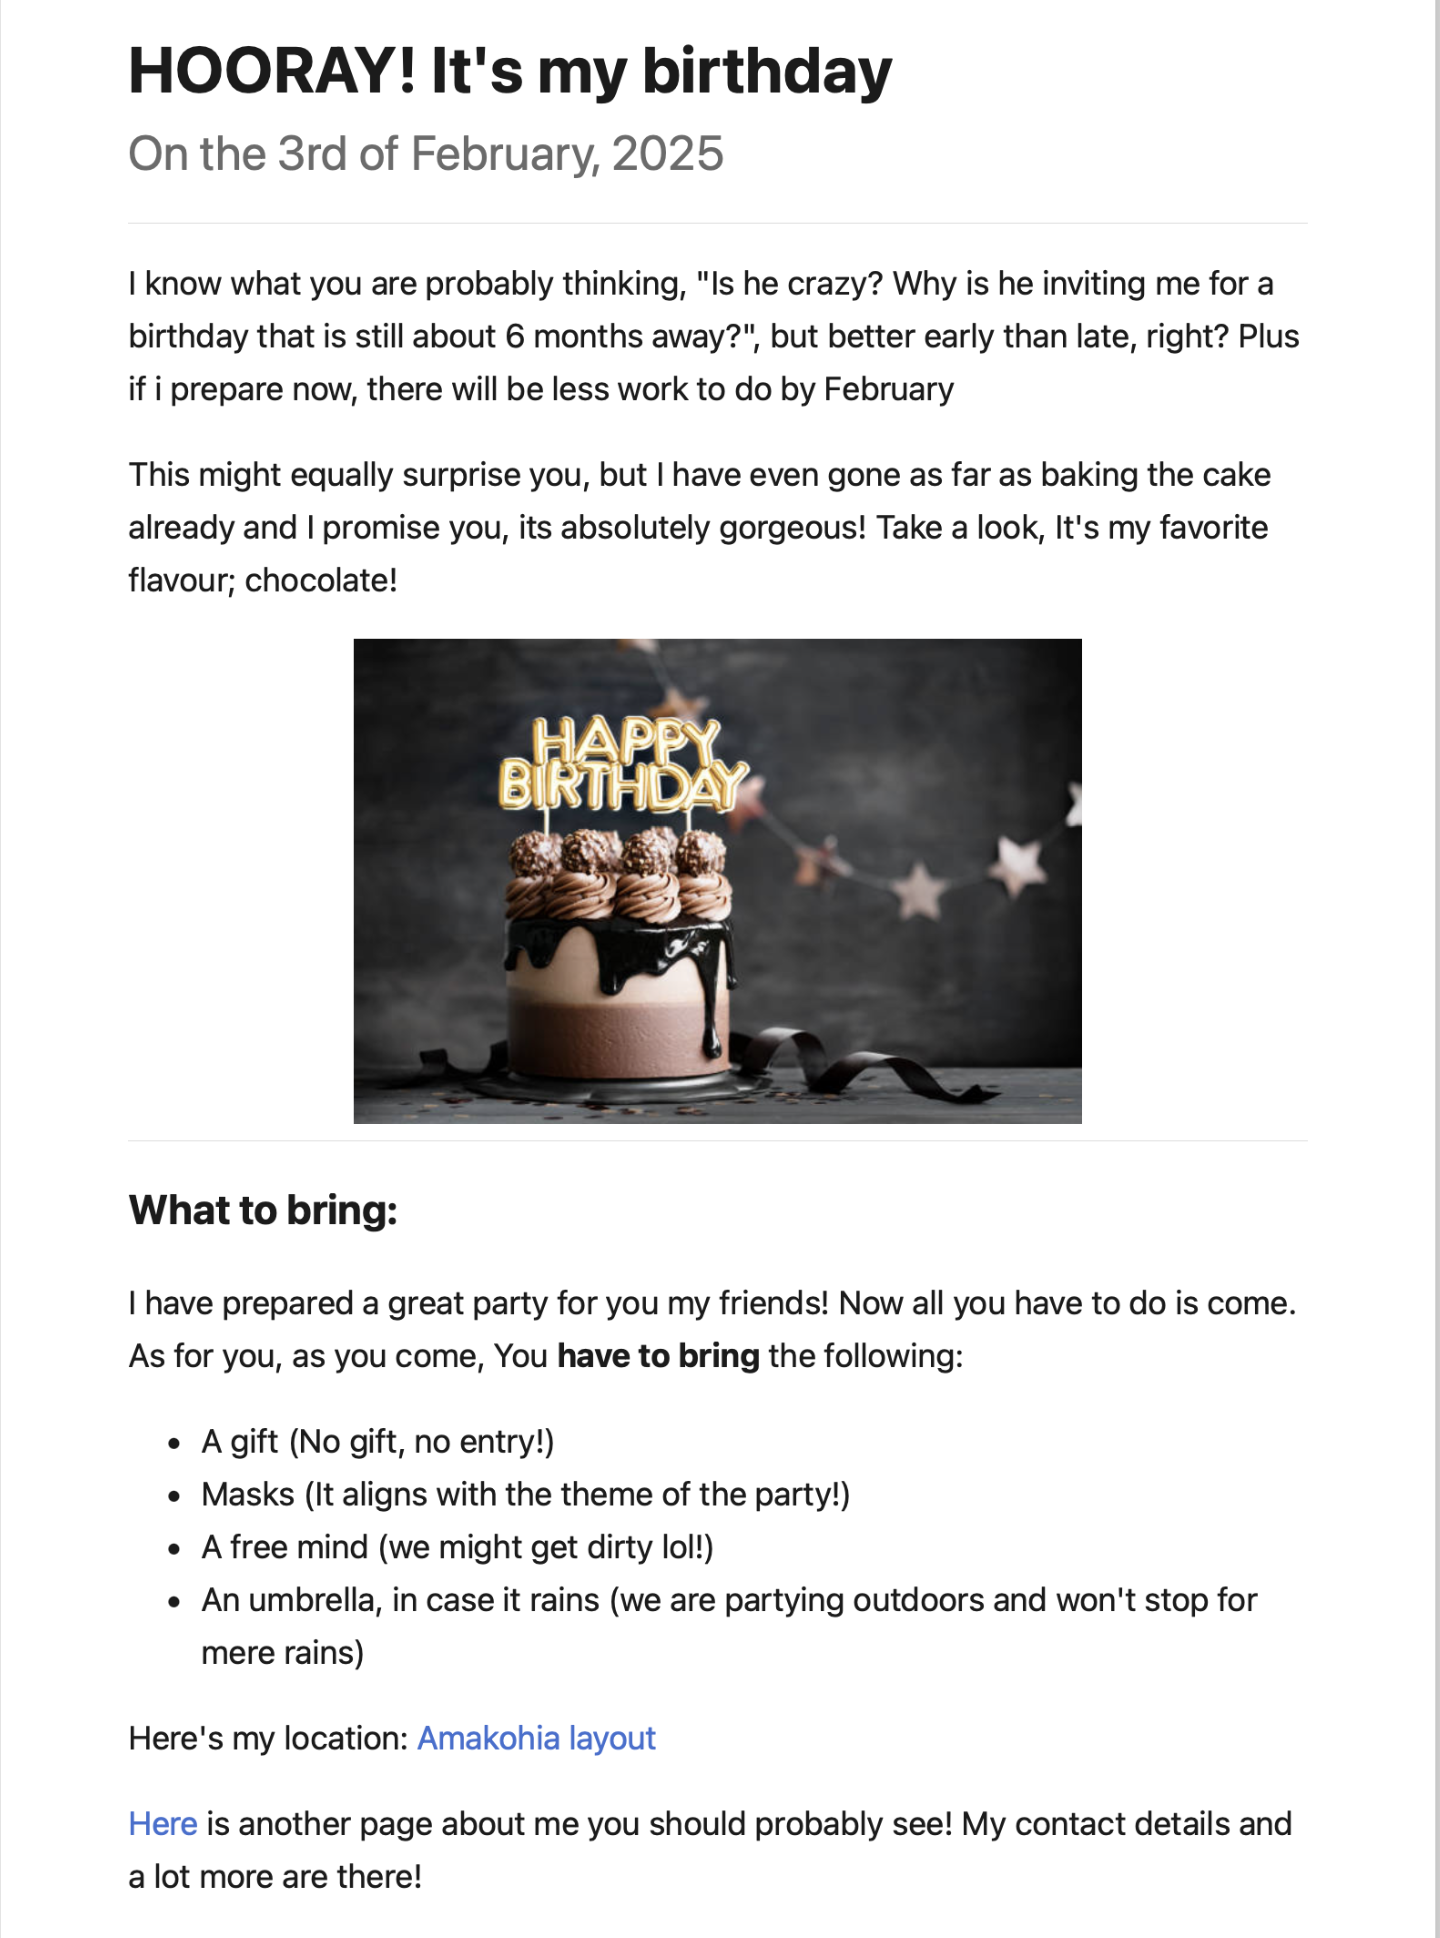 HOORAY! It's my birthday
On the 3rd of February, 2025
I know what you are probably thinking, "Is he crazy? Why is he inviting me for a
birthday that is still about 6 months away?", but better early than late, right? Plus
if i prepare now, there will be less work to do by February
This might equally surprise you, but I have even gone as far as baking the cake
already and I promise you, its absolutely gorgeous! Take a look, It's my favorite
flavour; chocolate!
HAPPY
BIRTHDAY
What to bring:
I have prepared a great party for you my friends! Now all you have to do is come.
As for you, as you come, You have to bring the following:
• A gift (No gift, no entry!)
• Masks (It aligns with the theme of the party!)
• A free mind (we might get dirty lol!)
• An umbrella, in case it rains (we are partying outdoors and won't stop for
mere rains)
Here's my location: Amakohia layout
Here is another page about me you should probably see! My contact details and
a lot more are there!